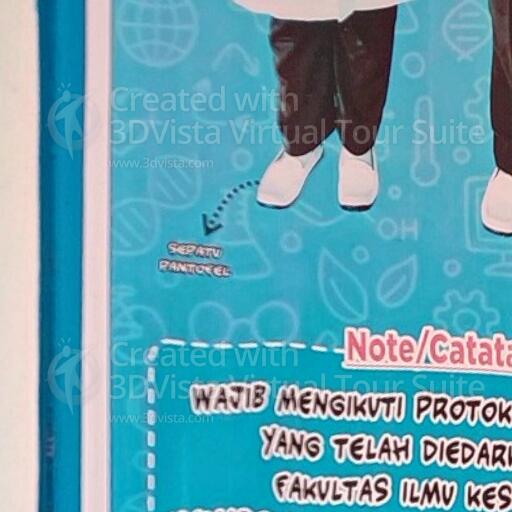 Created with
3DVista Virtual Tour Suite
www.3dvista.com
SEPATU
PANTOFEL
Note/Catata
Created with
3DVista Virtual Tour Suite
www.3dvista.com
WAJIB MENGIKUTI PROTOK
YANG TELAH DIEDAR
FAKULTAS ILMU KES